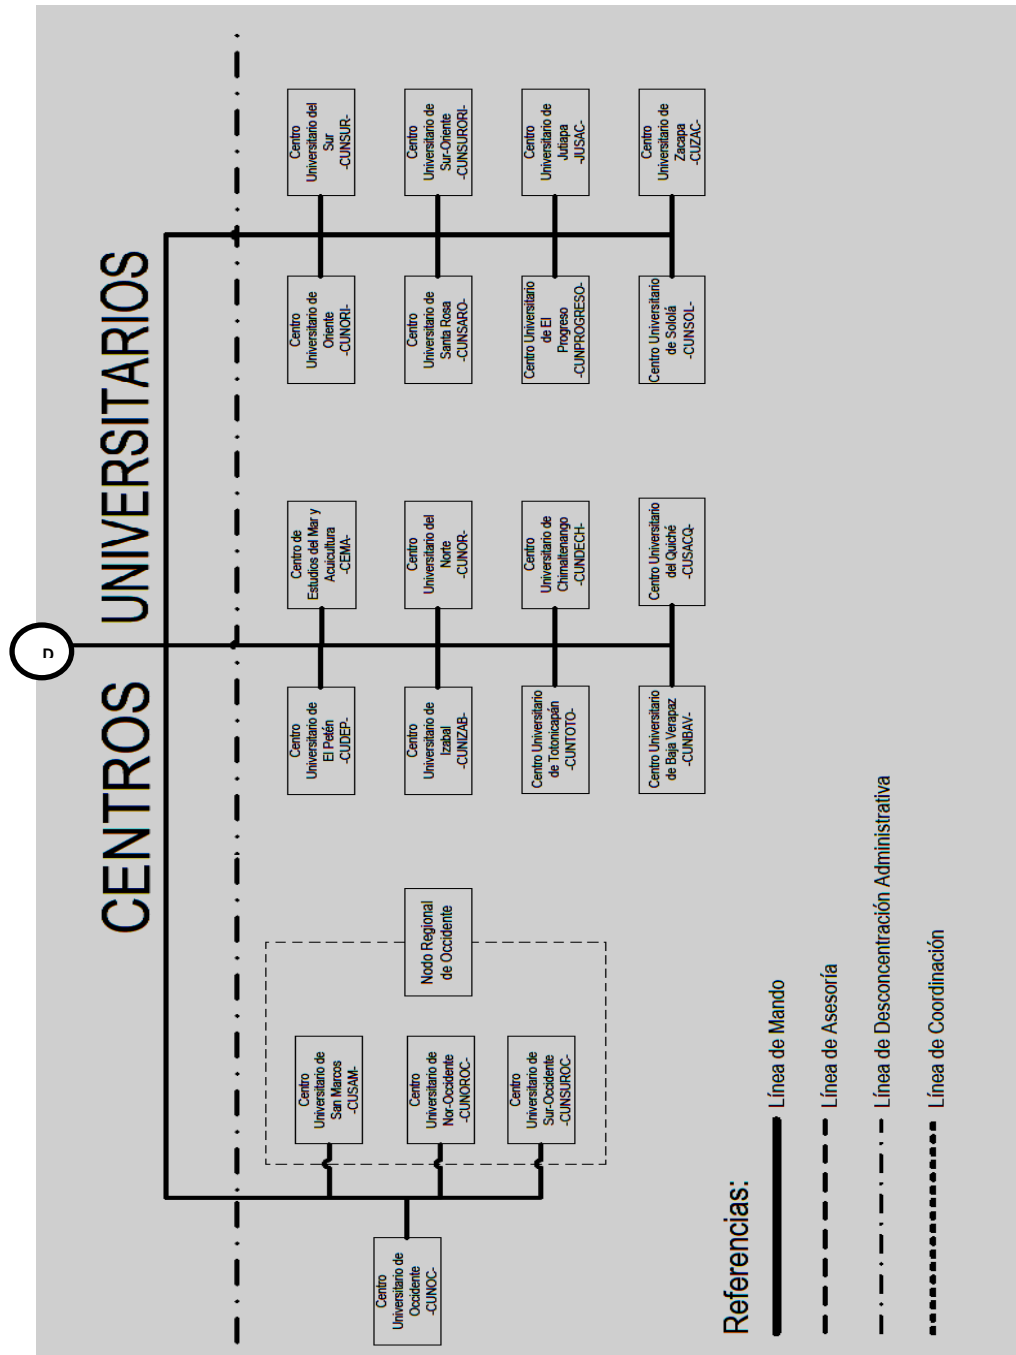 D
CENTROS UNIVERSITARIOS
Centro
Universitario de
Occidente
-CUNOC-
Centro
Universitario de
San Marcos
-CUSAM-
Centro
Universitario de
Nor-Occidente
-CUNOROC-
Centro
Universitario de
Sur-Occidente
-CUNSUROC-
Nodo Regional
de Occidente
Centro
Universitario de
El Petén
-CUDEP-
Centro de
Estudios del Mar y
Acuicultura
-CEMA-
Centro
Universitario de
Izabal
-CUNIZAB-
Centro
Universitario del
Norte
-CUNOR-
Centro Universitario
de Totonicapán
-CUNTOTO-
Centro
Universitario de
Chimaltenango
-CUNDECH-
Centro Universitario
de Baja Verapaz
-CUNBAV-
Centro Universitario
del Quiché
-CUSACQ-
Centro
Universitario de
Oriente
-CUNORI-
Centro
Universitario del
Sur
-CUNSUR-
Centro
Universitario de
Santa Rosa
-CUNSARO-
Centro
Universitario de
Sur-Oriente
-CUNSURORI-
Centro Universitario
de El
Progreso
-CUNPROGRESO-
Centro
Universitario de
Jutiapa
-JUSAC-
Centro Universitario
de Sololá
-CUNSOL-
Centro
Universitario de
Zacapa
-CUZAC-
Referencias:
Línea de Mando
Línea de Asesoría
Línea de Desconcentración Administrativa
Línea de Coordinación